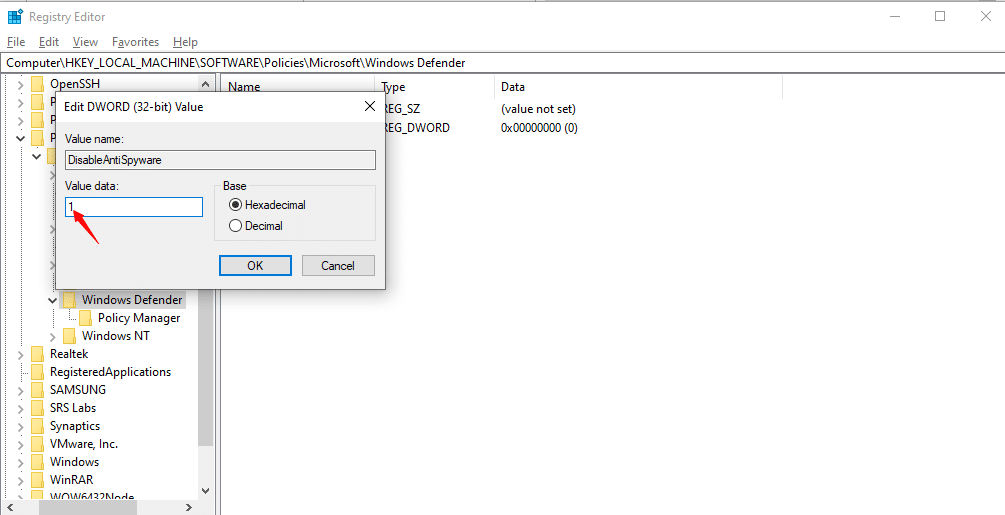 Registry Editor
File Edit View Favorites Help
Computer\HKEY_LOCAL_MACHINE\SOFTWARE\Policies\Microsoft\Windows Defender
OpenSSH
Name Type Data
REG_SZ (value not set)
REG_DWORD 0x00000000 (0)
Edit DWORD (32-bit) Value
Value name:
DisableAntiSpyware
Value data:
1
Base
Hexadecimal
Decimal
OK Cancel
Windows Defender
Policy Manager
Windows NT
Realtek
RegisteredApplications
SAMSUNG
SRS Labs
Synaptics
VMware, Inc.
Windows
WinRAR
WOW6432Node